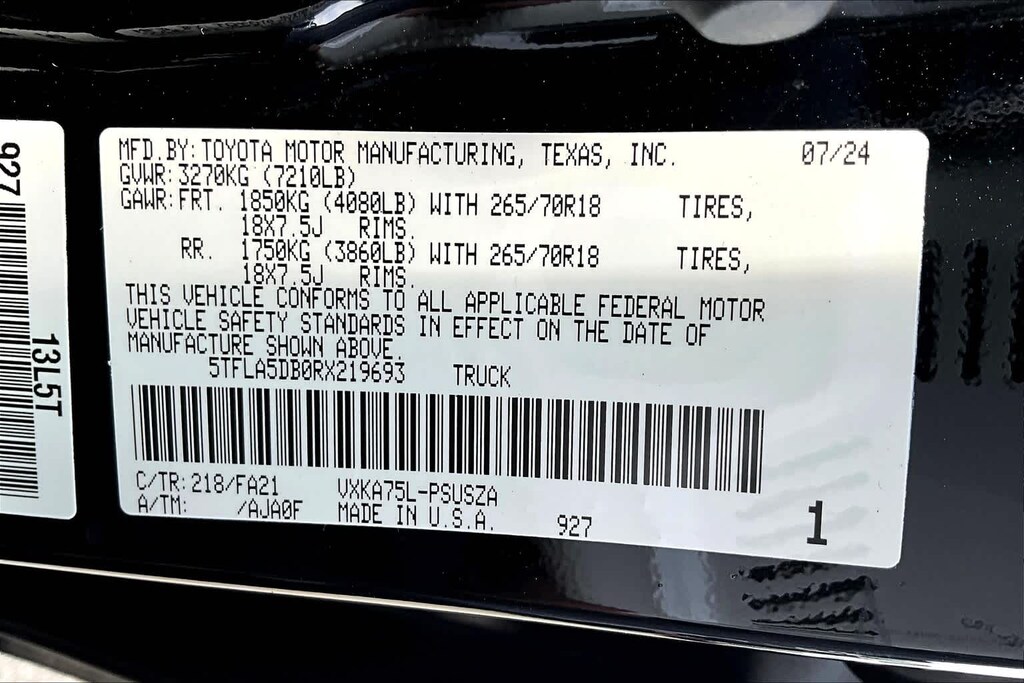 MFD. BY: TOYOTA MOTOR MANUFACTURING, TEXAS, INC. 07/24
GVWR: 3270KG (7210LB)
GAWR: FRT. 1850KG (4080LB) WITH 265/70R18 TIRES,
18X7.5J RIMS.
RR. 1750KG (3860LB) WITH 265/70R18 TIRES,
18X7.5J RIMS.
THIS VEHICLE CONFORMS TO ALL APPLICABLE FEDERAL MOTOR
VEHICLE SAFETY STANDARDS IN EFFECT ON THE DATE OF
MANUFACTURE SHOWN ABOVE.
5TFLA5DB0RX219693 TRUCK
C/TR: 218/FA21 VXKA75L-PSUSZA
A/TM: /AJA0F MADE IN U.S.A. 927
1
927
13L5T